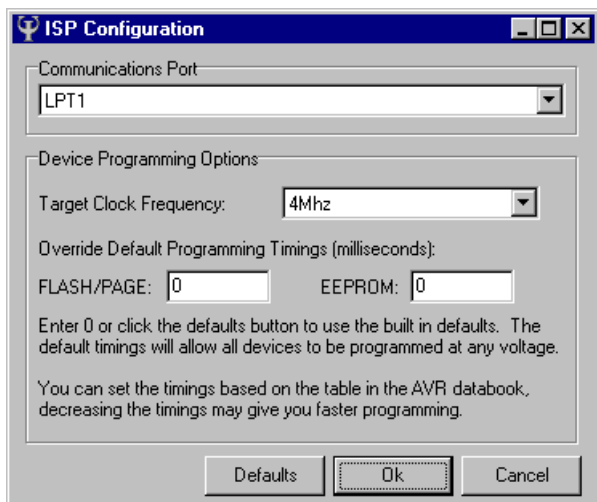 ISP Configuration
Communications Port
LPT1
Device Programming Options
Target Clock Frequency: 4Mhz
Override Default Programming Timings (milliseconds):
FLASH/PAGE: 0 EEPROM: 0
Enter 0 or click the defaults button to use the built in defaults. The
default timings will allow all devices to be programmed at any voltage.
You can set the timings based on the table in the AVR databook,
decreasing the timings may give you faster programming.
Defaults Ok Cancel